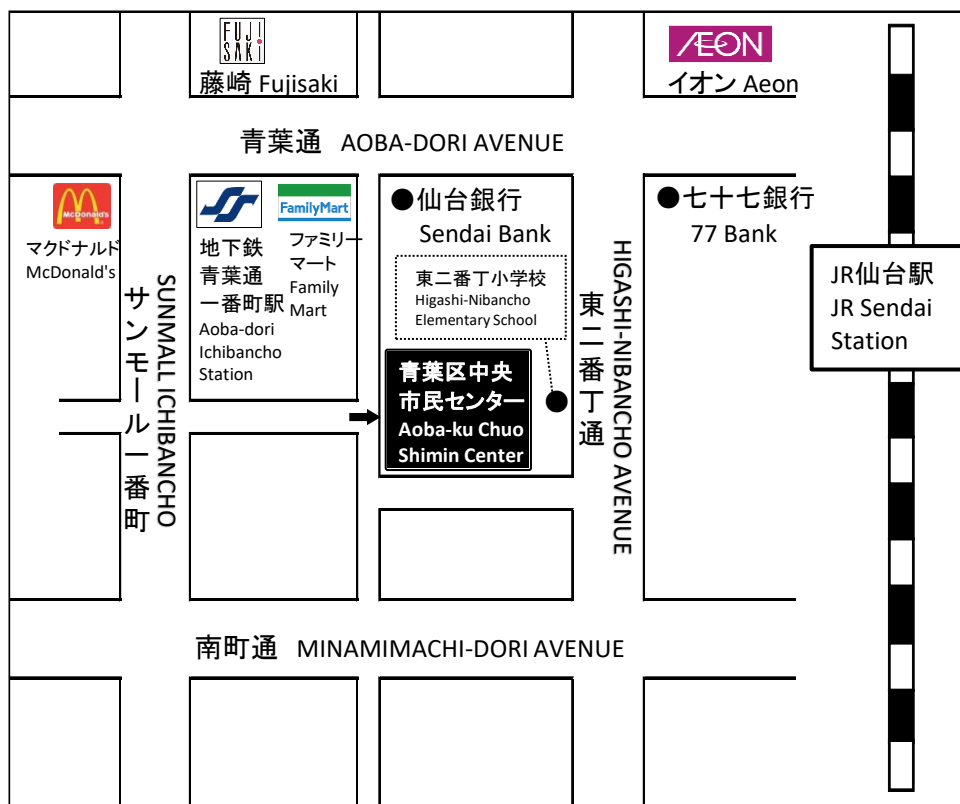 FUJI
SAKI
藤崎 Fujisaki
ÆON
イオン Aeon
青葉通 AOBA-DORI AVENUE
McDonald's
マクドナルド
McDonald's
地下鉄
青葉通
一番町駅
Aoba-dori
Ichibancho
Station
FamilyMart
ファミリー
マート
Family
Mart
●仙台銀行
Sendai Bank
東二番丁小学校
Higashi-Nibancho
Elementary School
青葉区中央
市民センター
Aoba-ku Chuo
Shimin Center
●七十七銀行
77 Bank
JR仙台駅
JR Sendai
Station
サンモール一番町
SUNMALL ICHIBANCHO
東二番丁通
HIGASHI-NIBANCHO AVENUE
南町通 MINAMIMACHI-DORI AVENUE